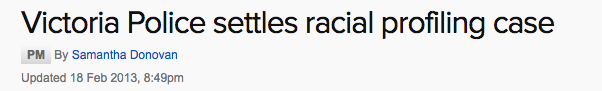 Victoria Police settles racial profiling case
PM By Samantha Donovan
Updated 18 Feb 2013, 8:49pm